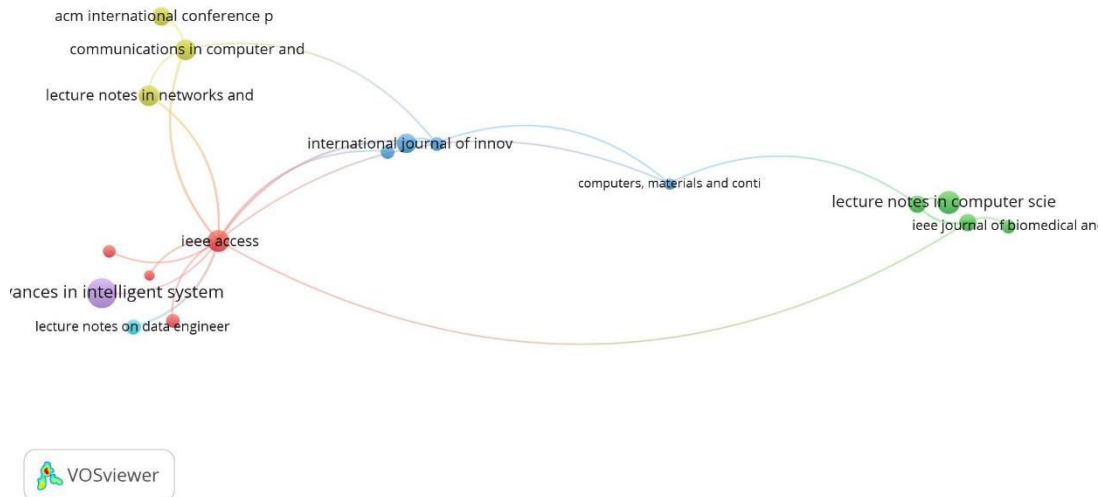 acm international conference p
communications in computer and
lecture notes in networks and
international journal of innov
computers, materials and conti
lecture notes in computer scie
ieee journal of biomedical an
ieee access
vances in intelligent system
lecture notes on data engineer
VOSviewer